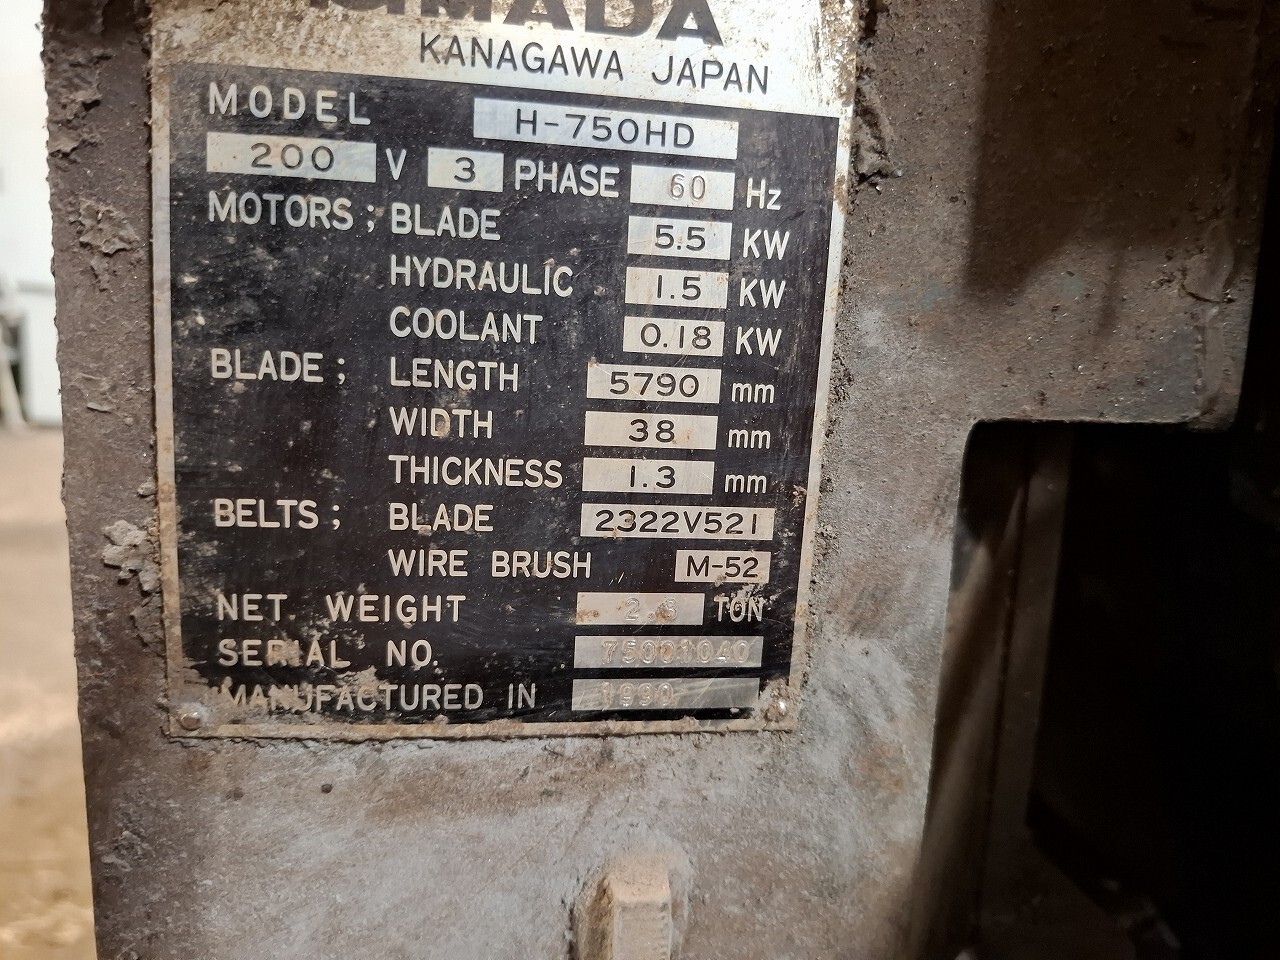 KANAGAWA JAPAN
MODEL H-750HD
200 V 3 PHASE 60 Hz
MOTORS ; BLADE 5.5 KW
HYDRAULIC 1.5 KW
COOLANT 0.18 KW
BLADE ; LENGTH 5790 mm
WIDTH 38 mm
THICKNESS 1.3 mm
BELTS ; BLADE 2322V521
WIRE BRUSH M-52
NET. WEIGHT TON
SERIAL NO. 75001040
MANUFACTURED IN 1990